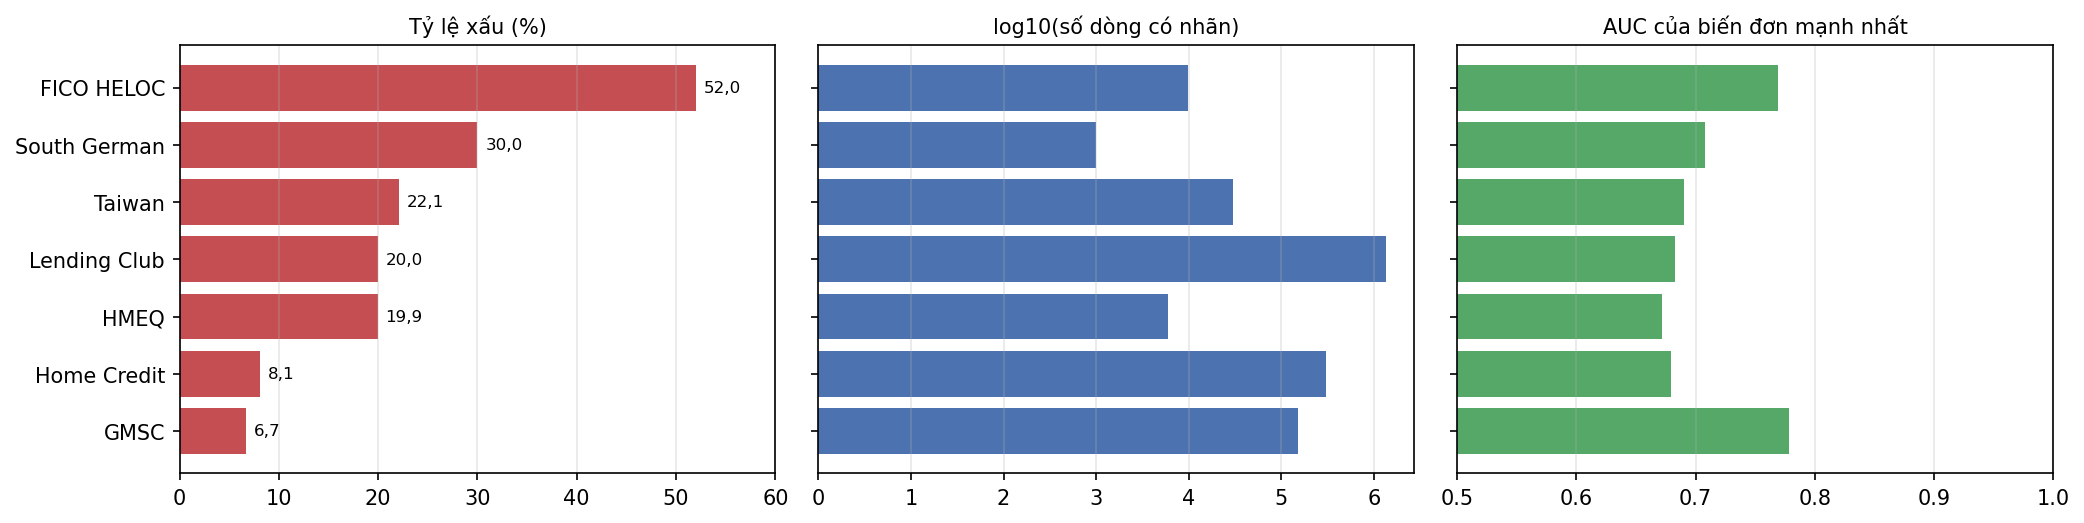 Tỷ lệ xấu (%)
log10(số dòng có nhãn)
AUC của biến đơn mạnh nhất
FICO HELOC
52,0
South German
30,0
Taiwan
22,1
Lending Club
20,0
HMEQ
19,9
Home Credit
8,1
GMSC
6,7
0 10 20 30 40 50 60
0 1 2 3 4 5 6
0.5 0.6 0.7 0.8 0.9 1.0